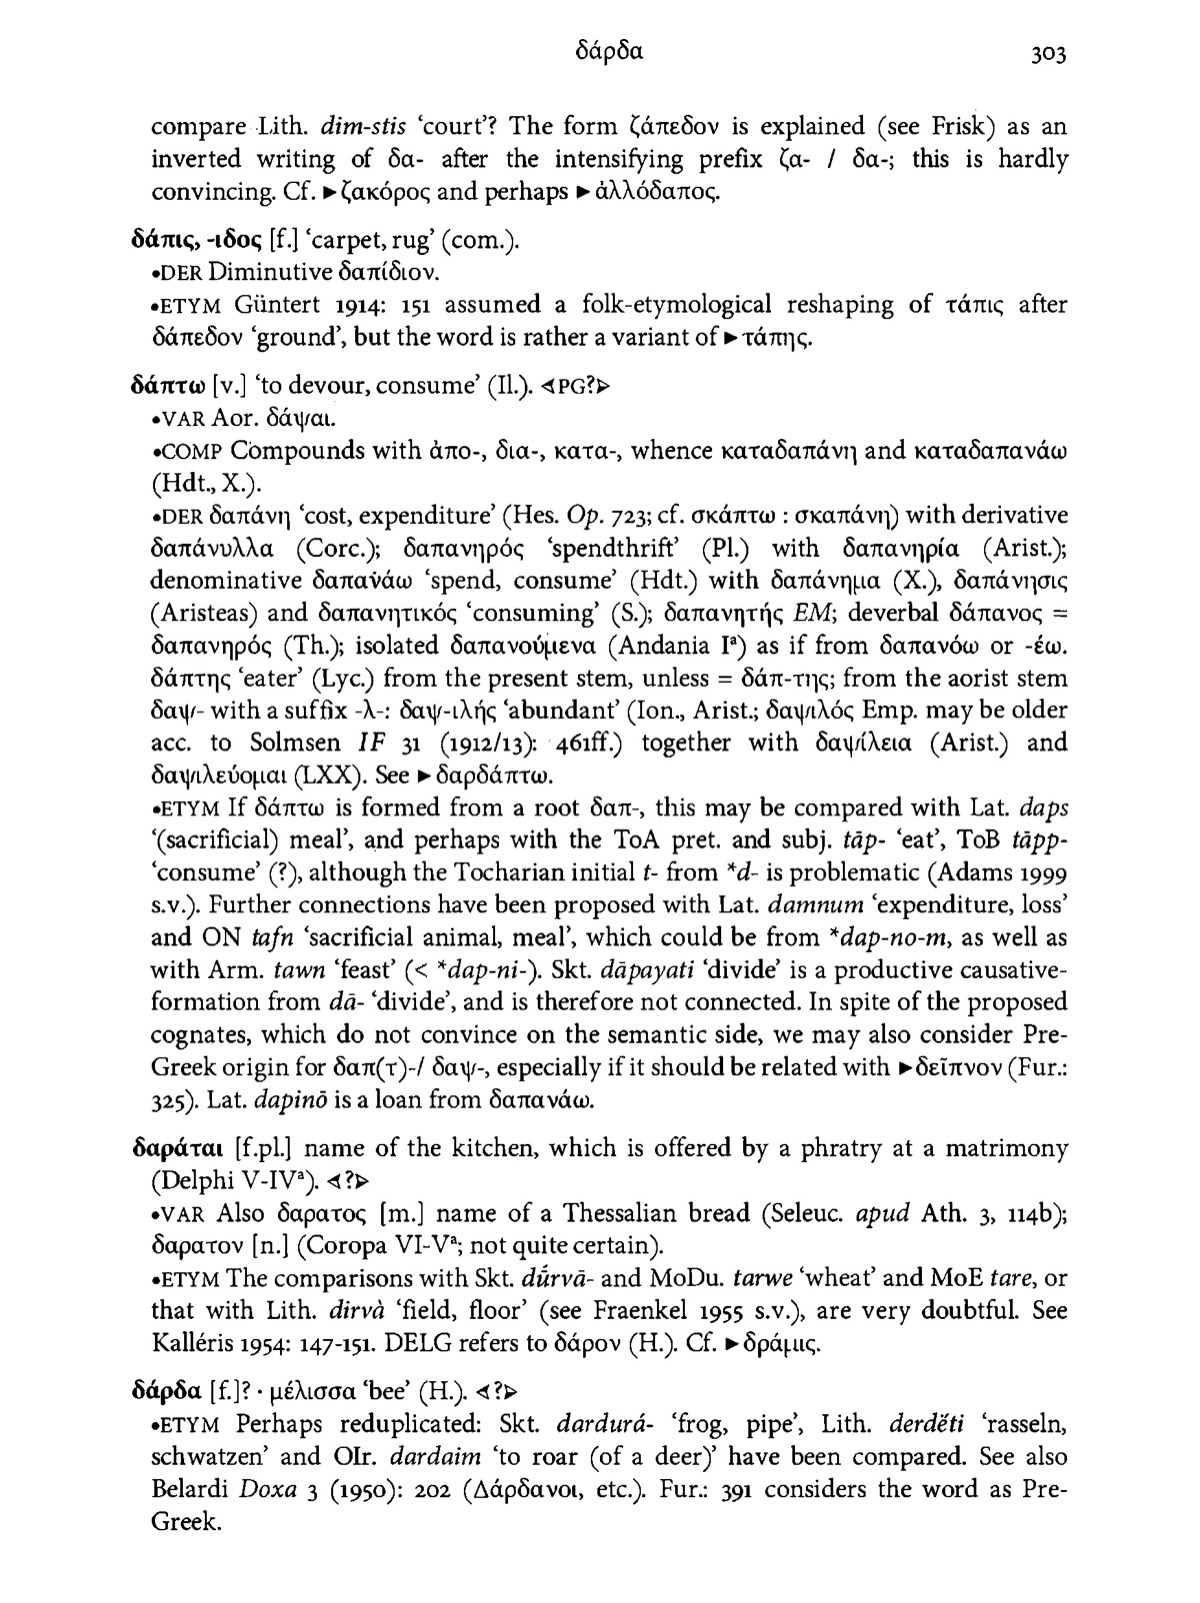 δάρδα 303
compare Lith. dim-stis ‘court’? The form ζάπεδον is explained (see Frisk) as an
inverted writing of δα- after the intensifying prefix ζα- / δα-; this is hardly
convincing. Cf. ►ζακόρος and perhaps ►ἀλλόδαπος.
δάπις, -ιδος [f.] ‘carpet, rug’ (com.).
•DER Diminutive δαπίδιον.
•ETYM Güntert 1914: 151 assumed a folk-etymological reshaping of τάπις after
δάπεδον ‘ground’, but the word is rather a variant of ►τάπης.
δάπτω [v.] ‘to devour, consume’ (Il.). ⊲PG?⊳
•VAR Aor. δάψαι.
•COMP Compounds with ἀπο-, δια-, κατα-, whence καταδαπάνη and καταδαπανάω
(Hdt., X.).
•DER δαπάνη ‘cost, expenditure’ (Hes. Op. 723; cf. σκάπτω : σκαπάνη) with derivative
δαπάνυλλα (Corc.); δαπανηρός ‘spendthrift’ (Pl.) with δαπανηρία (Arist.);
denominative δαπανάω ‘spend, consume’ (Hdt.) with δαπάνημα (X.), δαπάνησις
(Aristeas) and δαπανητικός ‘consuming’ (S.); δαπανητής EM; deverbal δάπανος =
δαπανηρός (Th.); isolated δαπανούμενα (Andania Iᵃ) as if from δαπανόω or -έω.
δάπτης ‘eater’ (Lyc.) from the present stem, unless = δάπ-της; from the aorist stem
δαψ- with a suffix -λ-: δαψ-ιλής ‘abundant’ (Ion., Arist.; δαψιλός Emp. may be older
acc. to Solmsen IF 31 (1912/13): 461ff.) together with δαψίλεια (Arist.) and
δαψιλεύομαι (LXX). See ►δαρδάπτω.
•ETYM If δάπτω is formed from a root δαπ-, this may be compared with Lat. daps
‘(sacrificial) meal’, and perhaps with the ToA pret. and subj. tāp- ‘eat’, ToB tāpp-
‘consume’ (?), although the Tocharian initial t- from *d- is problematic (Adams 1999
s.v.). Further connections have been proposed with Lat. damnum ‘expenditure, loss’
and ON tafn ‘sacrificial animal, meal’, which could be from *dap-no-m, as well as
with Arm. tawn ‘feast’ (< *dap-ni-). Skt. dāpayati ‘divide’ is a productive causative-
formation from dā- ‘divide’, and is therefore not connected. In spite of the proposed
cognates, which do not convince on the semantic side, we may also consider Pre-
Greek origin for δαπ(τ)-/ δαψ-, especially if it should be related with ►δεῖπνον (Fur.:
325). Lat. dapinō is a loan from δαπανάω.
δαράται [f.pl.] name of the kitchen, which is offered by a phratry at a matrimony
(Delphi V-IVᵃ). ⊲?⊳
•VAR Also δαρατος [m.] name of a Thessalian bread (Seleuc. apud Ath. 3, 114b);
δαρατον [n.] (Coropa VI-Vᵃ; not quite certain).
•ETYM The comparisons with Skt. dū́rvā- and MoDu. tarwe ‘wheat’ and MoE tare, or
that with Lith. dirvà ‘field, floor’ (see Fraenkel 1955 s.v.), are very doubtful. See
Kalléris 1954: 147-151. DELG refers to δάρον (H.). Cf. ►δράμις.
δάρδα [f.]? · μέλισσα ‘bee’ (H.). ⊲?⊳
•ETYM Perhaps reduplicated: Skt. dardurá- ‘frog, pipe’, Lith. derdė́ti ‘rasseln,
schwatzen’ and OIr. dardaim ‘to roar (of a deer)’ have been compared. See also
Belardi Doxa 3 (1950): 202 (Δάρδανοι, etc.). Fur.: 391 considers the word as Pre-
Greek.